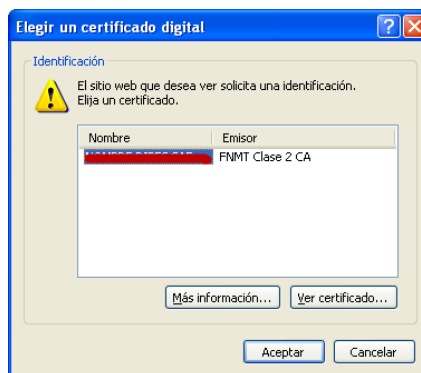 Elegir un certificado digital
Identificación
El sitio web que desea ver solicita una identificación.
Elija un certificado.
Nombre Emisor
FNMT Clase 2 CA
Más información... Ver certificado...
Aceptar Cancelar